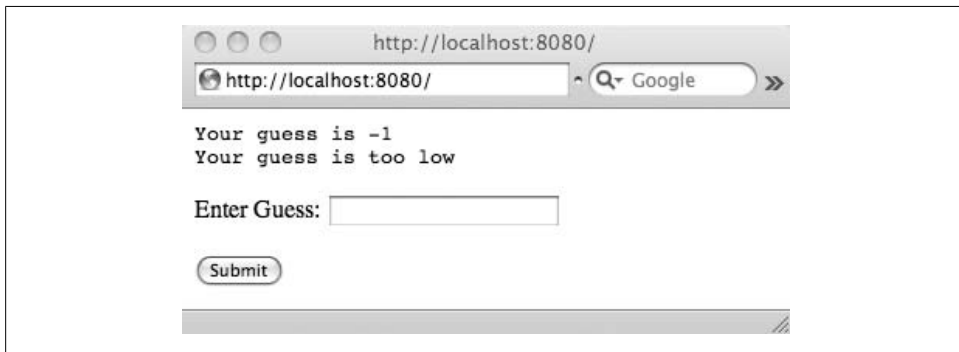 http://localhost:8080/
http://localhost:8080/
Google
Your guess is -1
Your guess is too low
Enter Guess:
Submit